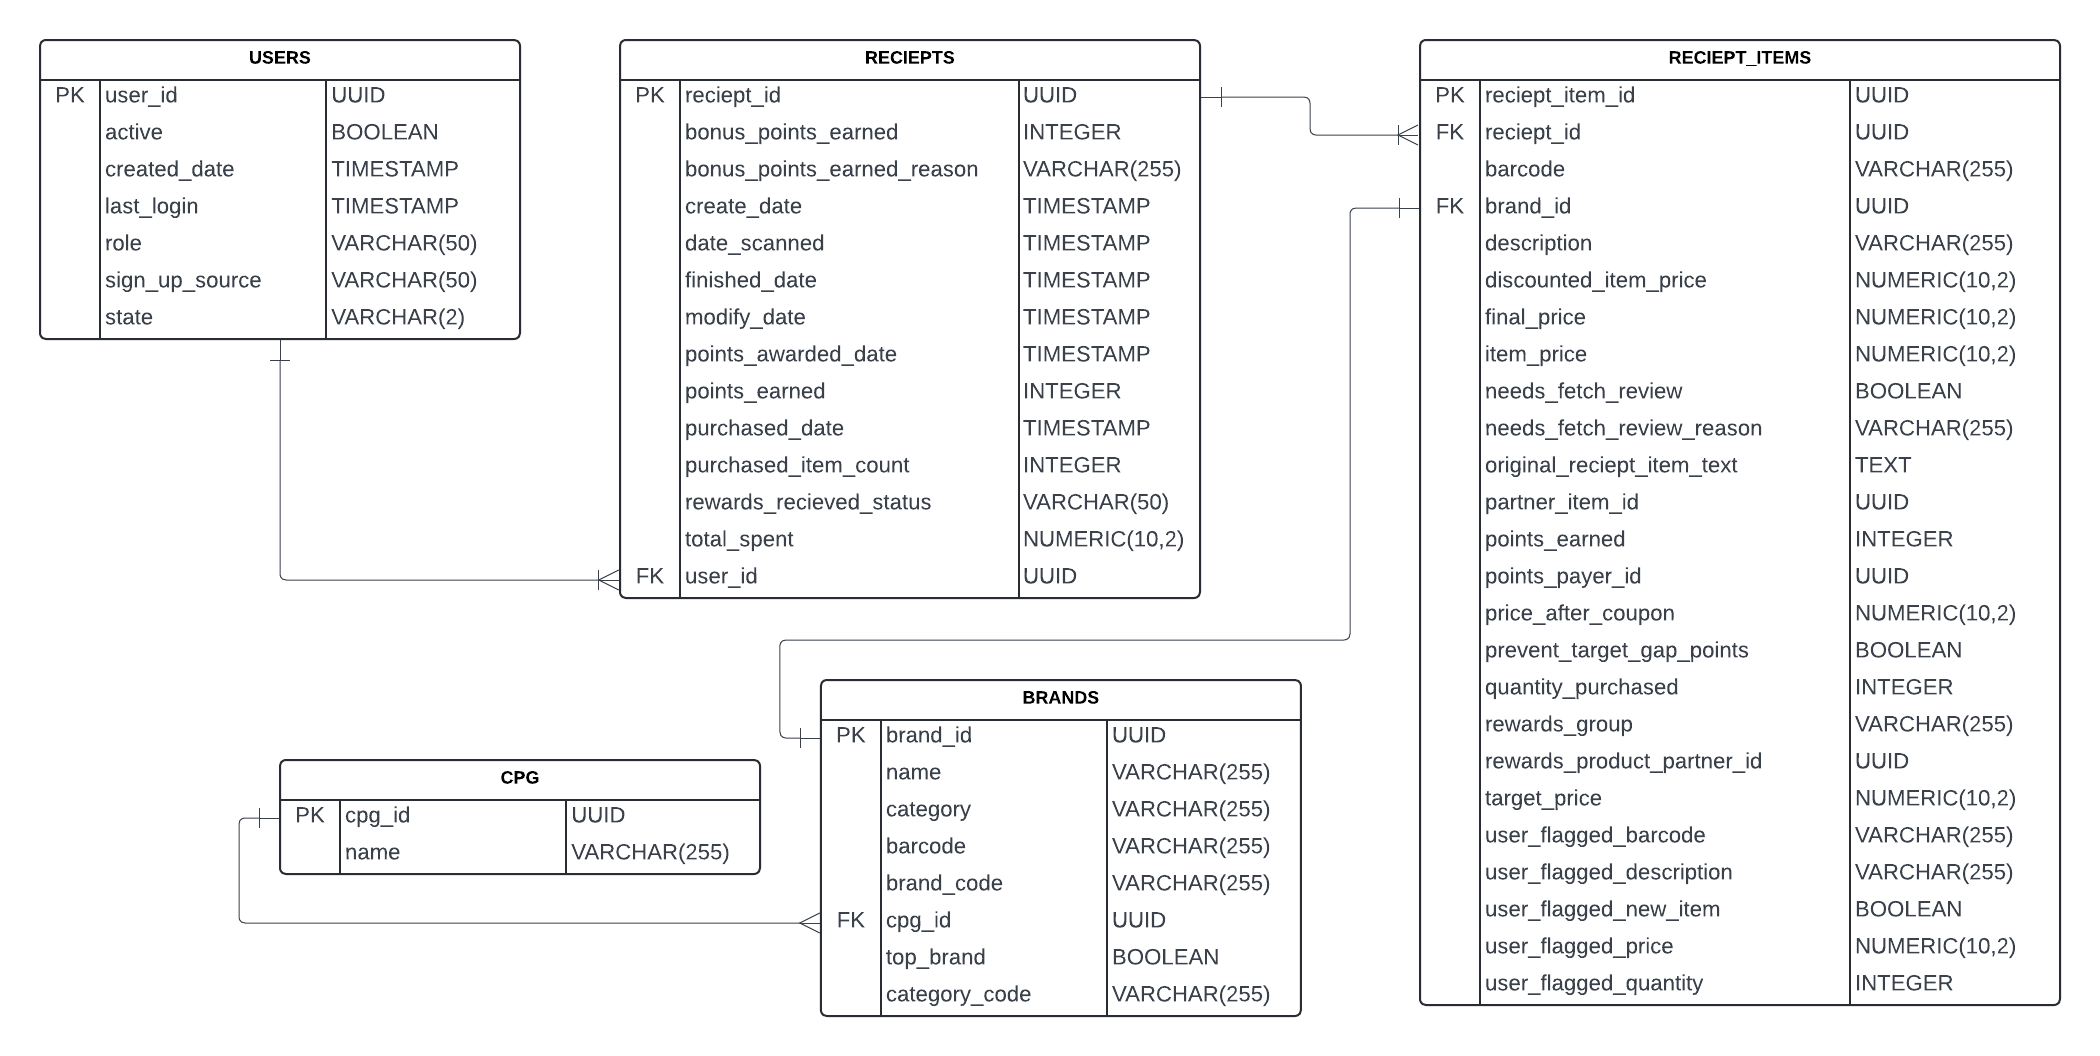 USERS
PK user_id UUID
active BOOLEAN
created_date TIMESTAMP
last_login TIMESTAMP
role VARCHAR(50)
sign_up_source VARCHAR(50)
state VARCHAR(2)
RECIEPTS
PK reciept_id UUID
bonus_points_earned INTEGER
bonus_points_earned_reason VARCHAR(255)
create_date TIMESTAMP
date_scanned TIMESTAMP
finished_date TIMESTAMP
modify_date TIMESTAMP
points_awarded_date TIMESTAMP
points_earned INTEGER
purchased_date TIMESTAMP
purchased_item_count INTEGER
rewards_recieved_status VARCHAR(50)
total_spent NUMERIC(10,2)
FK user_id UUID
RECIEPT_ITEMS
PK reciept_item_id UUID
FK reciept_id UUID
barcode VARCHAR(255)
FK brand_id UUID
description VARCHAR(255)
discounted_item_price NUMERIC(10,2)
final_price NUMERIC(10,2)
item_price NUMERIC(10,2)
needs_fetch_review BOOLEAN
needs_fetch_review_reason VARCHAR(255)
original_reciept_item_text TEXT
partner_item_id UUID
points_earned INTEGER
points_payer_id UUID
price_after_coupon NUMERIC(10,2)
prevent_target_gap_points BOOLEAN
quantity_purchased INTEGER
rewards_group VARCHAR(255)
rewards_product_partner_id UUID
target_price NUMERIC(10,2)
user_flagged_barcode VARCHAR(255)
user_flagged_description VARCHAR(255)
user_flagged_new_item BOOLEAN
user_flagged_price NUMERIC(10,2)
user_flagged_quantity INTEGER
CPG
PK cpg_id UUID
name VARCHAR(255)
BRANDS
PK brand_id UUID
name VARCHAR(255)
category VARCHAR(255)
barcode VARCHAR(255)
brand_code VARCHAR(255)
FK cpg_id UUID
top_brand BOOLEAN
category_code VARCHAR(255)